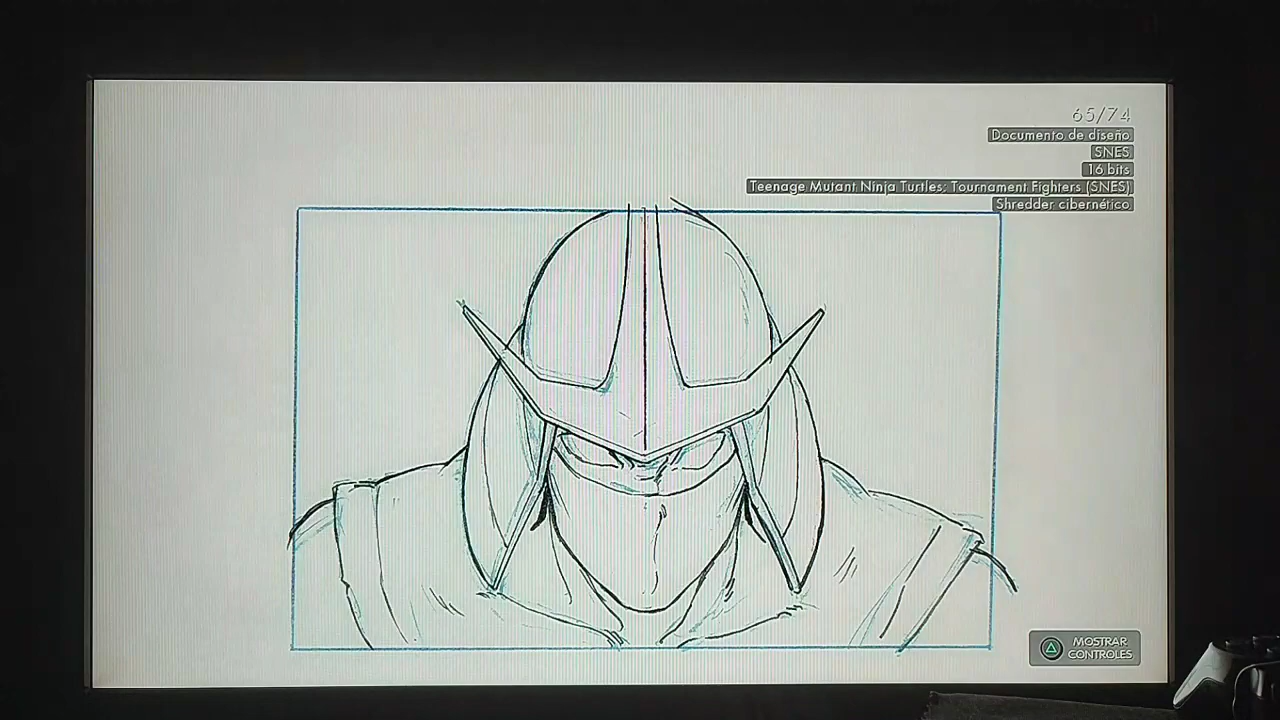 65/74
Documento de diseño
SNES
16 bits
Teenage Mutant Ninja Turtles: Tournament Fighters (SNES)
Shredder cibernético
MOSTRAR
CONTROLES